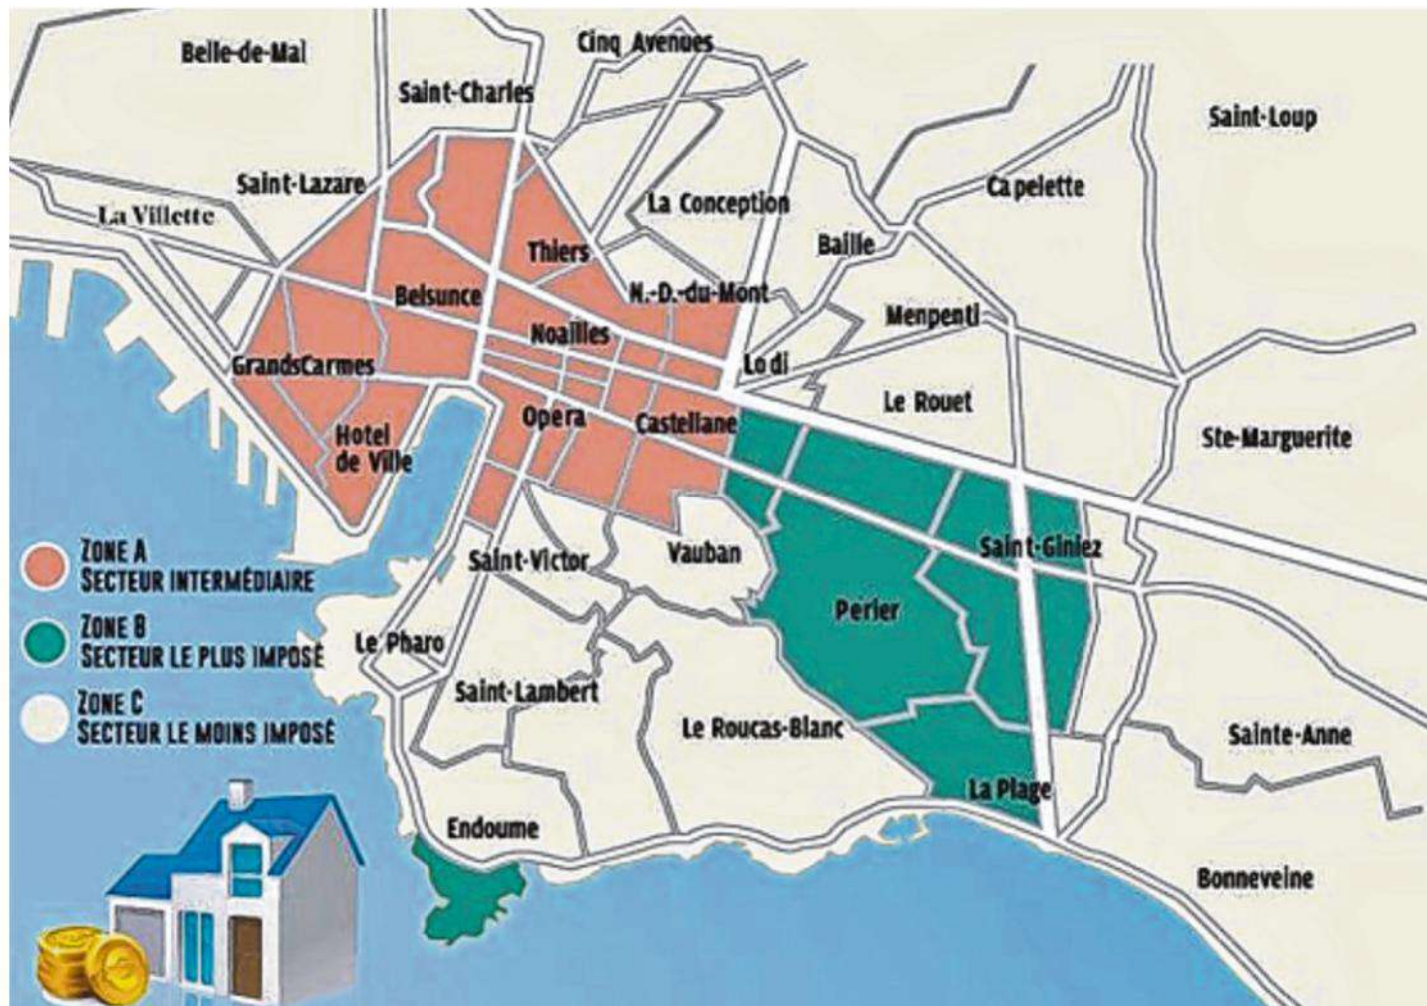 Cinq Avenues
Belle-de-Mai
Saint-Charles
Saint-Loup
Saint-Lazare
Capelette
La Conception
La Villette
Baille
Thiers
Belsunce
N.-D.-du-Mont
Menpenti
Noailles
GrandsCarmes
Lodi
Le Rouet
Opéra
Castellane
Hotel
de Ville
Ste-Marguerite
Saint-Giniez
Saint-Victor
Vauban
ZONE A
SECTEUR INTERMÉDIAIRE
Périer
ZONE B
SECTEUR LE PLUS IMPOSÉ
Le Pharo
Saint-Lambert
ZONE C
SECTEUR LE MOINS IMPOSÉ
Le Roucas-Blanc
Sainte-Anne
La Plage
Endoume
Bonneveine